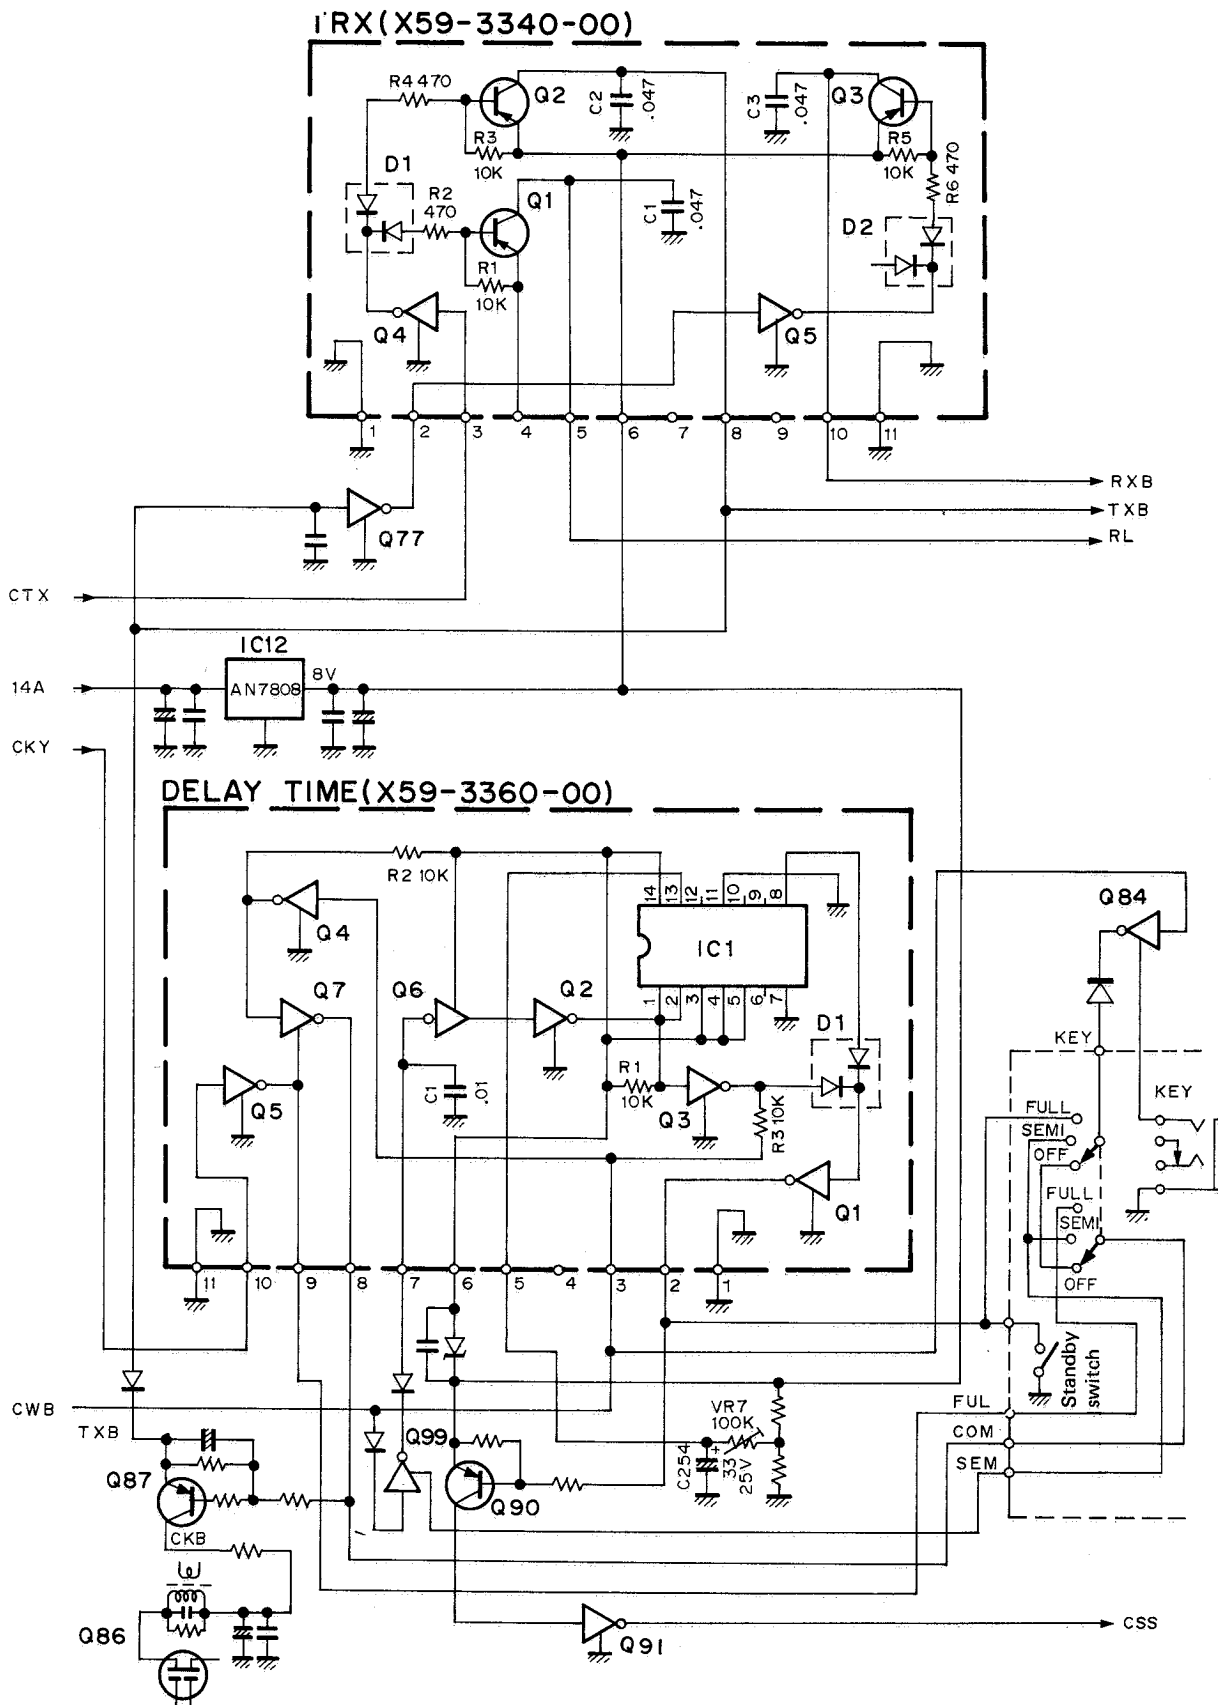 TRX(X59-3340-00)
R4 470
Q2
C2
.047
C3
.047
Q3
R3
10K
R5
10K
R6 470
D1
R2
470
Q1
C1
.047
D2
R1
10K
Q4
Q5
1
2
3
4
5
6
7
8
9
10
11
RXB
TXB
RL
Q77
CTX
IC12
14A
AN7808
8V
CKY
DELAY TIME(X59-3360-00)
R2 10K
14
13
12
11
10
9
8
Q84
Q4
IC1
Q7
Q6
Q2
1
2
3
4
5
6
7
D1
KEY
C1
.01
R1
10K
Q3
R3 10K
KEY
Q5
FULL
SEMI
OFF
Q1
FULL
SEMI
OFF
11
10
9
8
7
6
5
4
3
2
1
Standby
switch
CWB
VR7
100K
FUL
TXB
Q99
COM
C254
+
33
25V
SEM
Q87
Q90
CKB
Q86
Q91
CSS